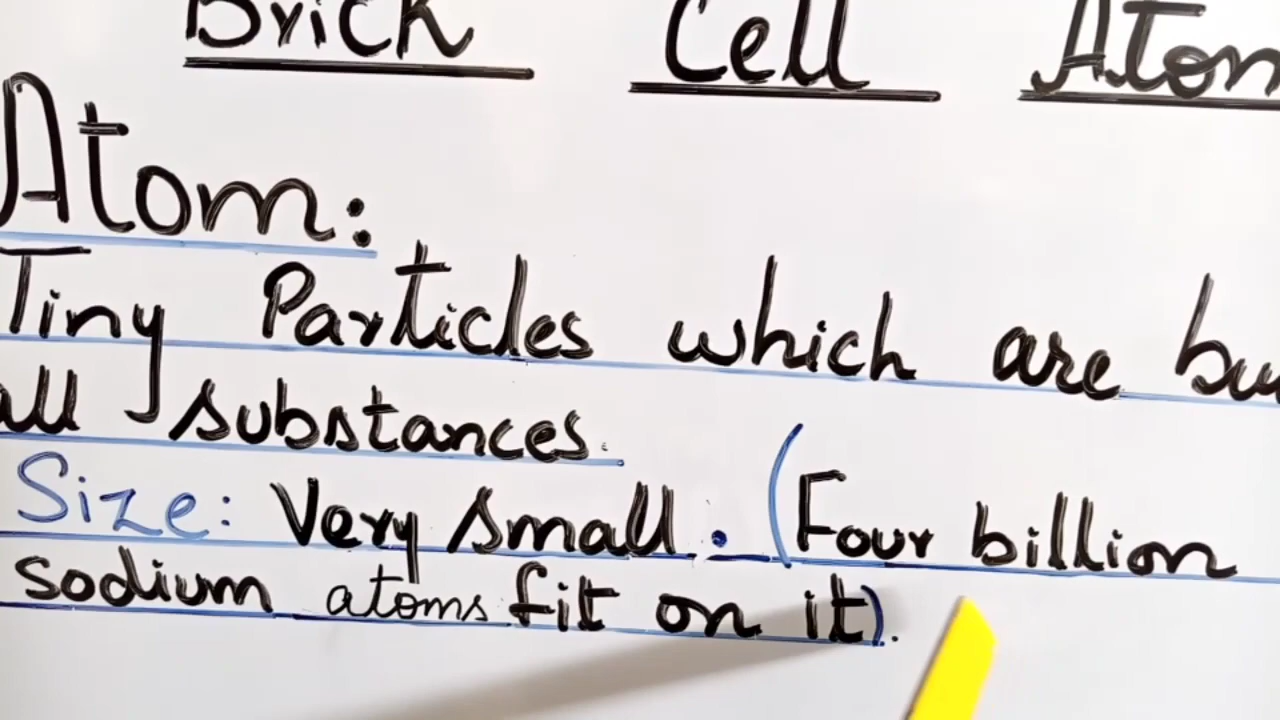 Brick Cell Atom
Atom:
Tiny Particles which are
all substances.
Size: Very small. (Four billion
sodium atoms fit on it).